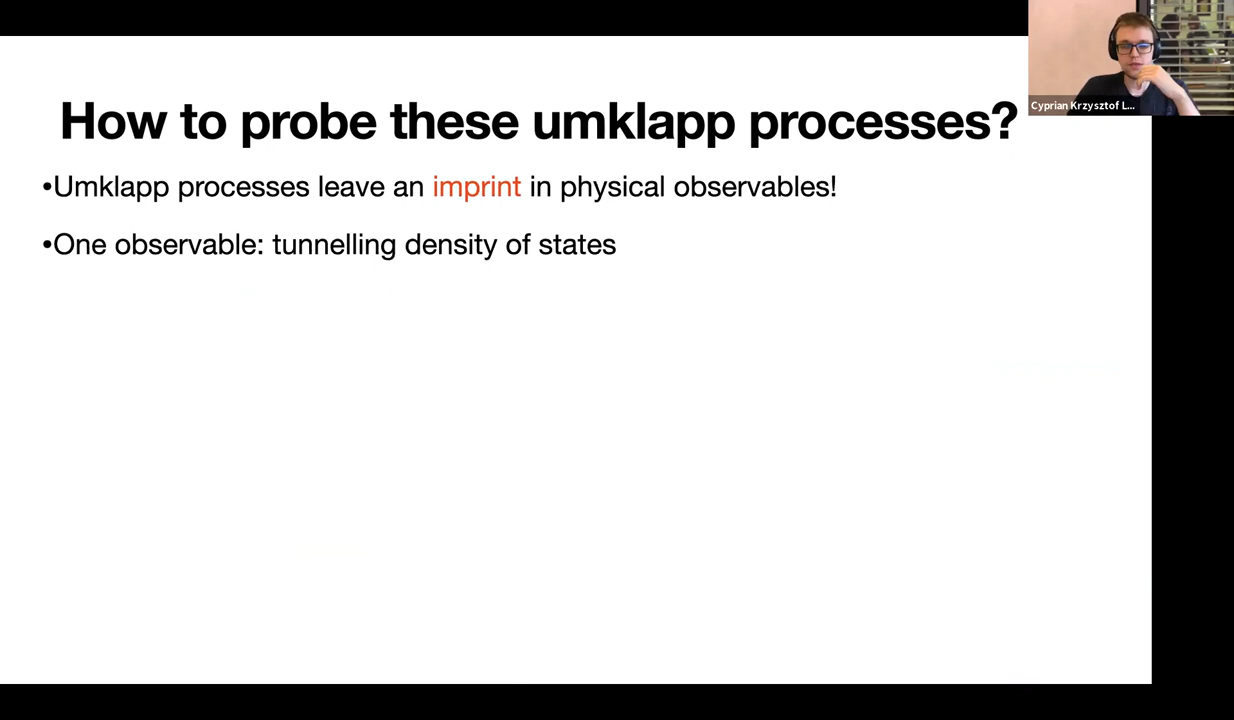 How to probe these umklapp processes?
•Umklapp processes leave an imprint in physical observables!
•One observable: tunnelling density of states
Cyprian Krzysztof L...